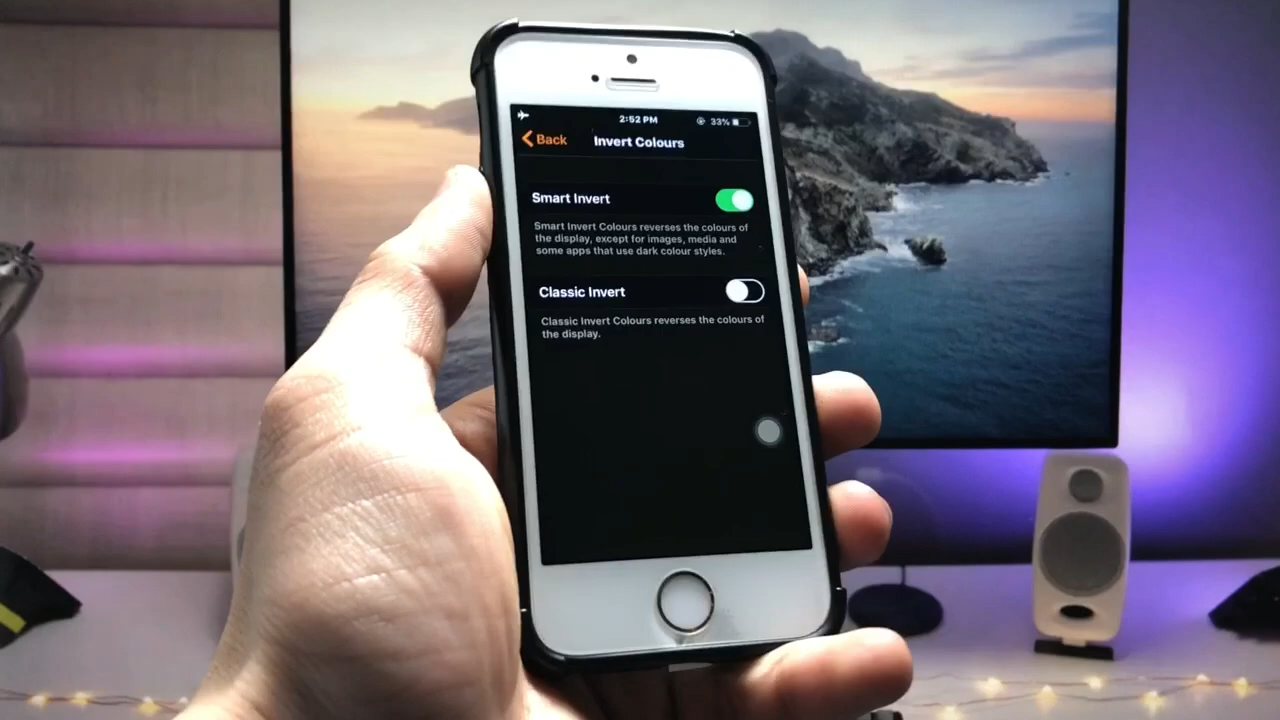 2:52 PM
33%
Back
Invert Colours
Smart Invert
Smart Invert Colours reverses the colours of
the display, except for images, media and
some apps that use dark colour styles.
Classic Invert
Classic Invert Colours reverses the colours of
the display.